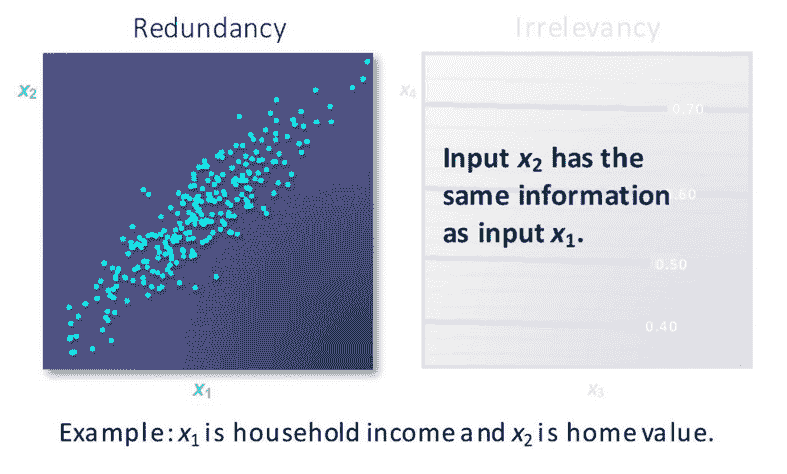 Redundancy
Irrelevancy
x₂
x₄
0.70
Input x₂ has the
same information
.60
as input x₁.
0.50
0.40
x₁
x₃
Example: x₁ is household income and x₂ is home value.